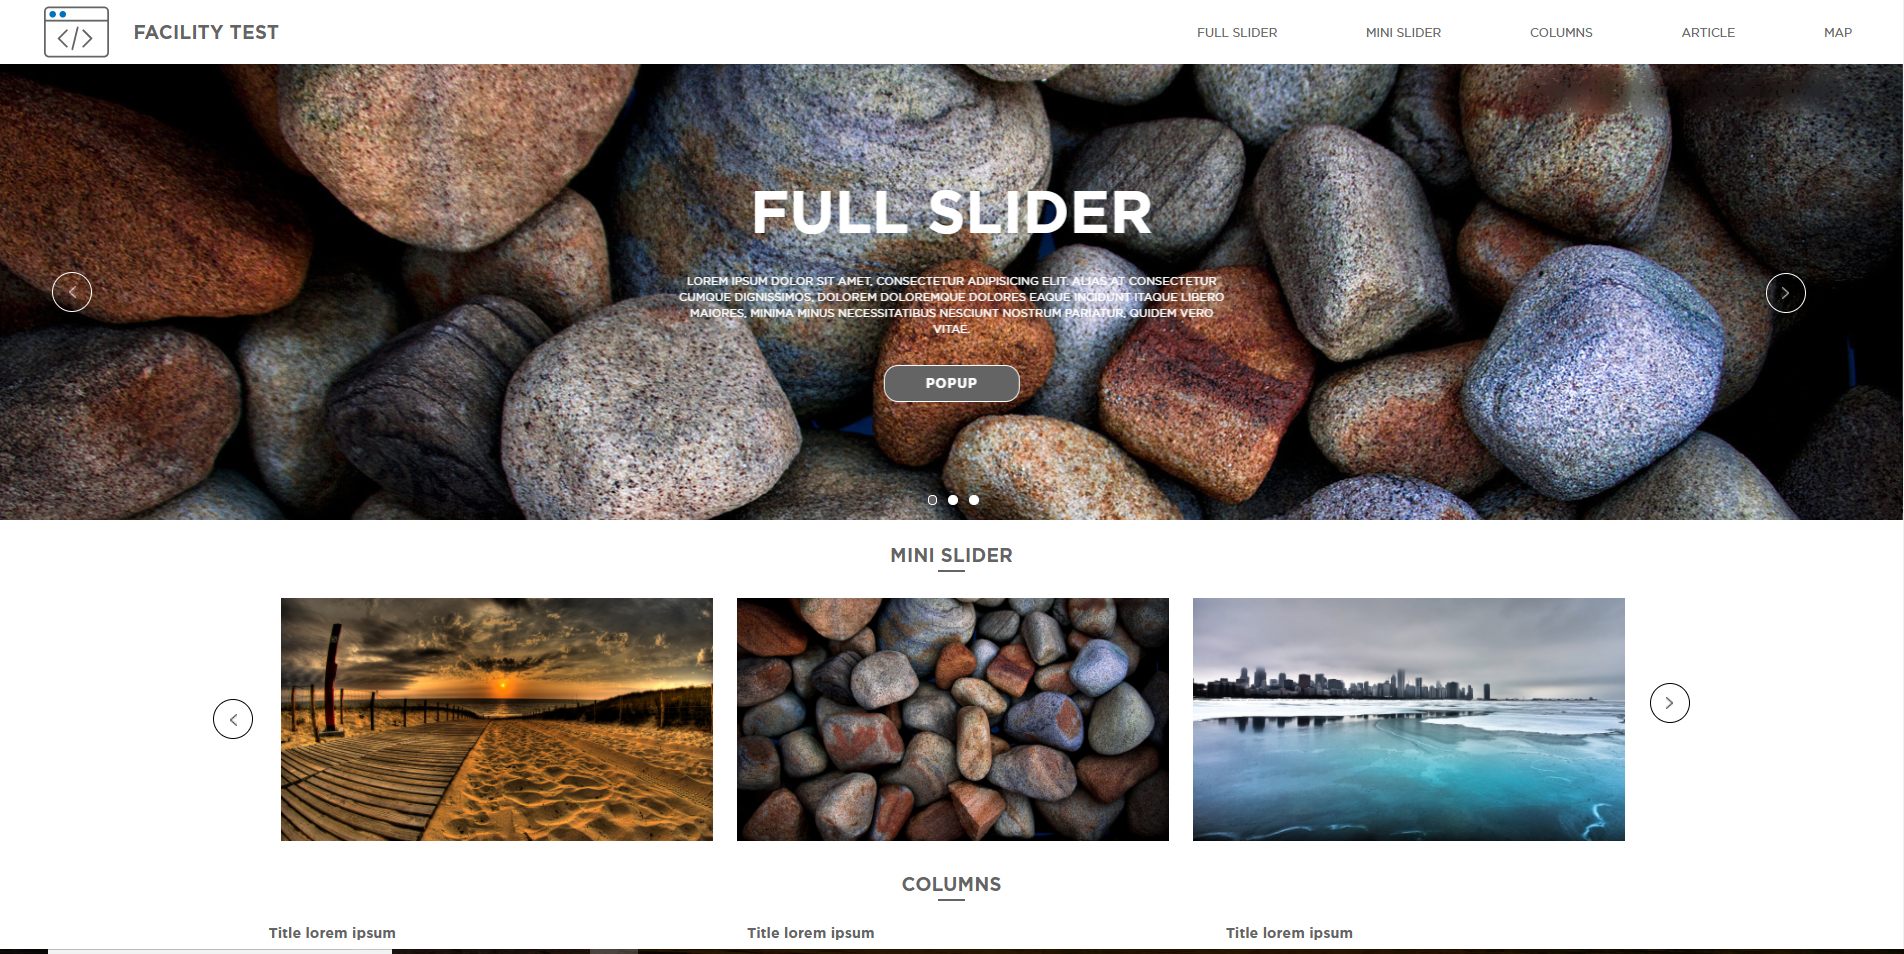 </>
FACILITY TEST
FULL SLIDER
MINI SLIDER
COLUMNS
ARTICLE
MAP
FULL SLIDER
LOREM IPSUM DOLOR SIT AMET, CONSECTETUR ADIPISICING ELIT. ALIAS AT CONSECTETUR
CUMQUE DIGNISSIMOS, DOLOREM DOLOREMQUE DOLORES EAQUE INCIDUNT ITAQUE LIBERO
MAIORES, MINIMA MINUS NECESSITATIBUS NESCIUNT NOSTRUM PARIATUR, QUIDEM VERO
VITAE.
POPUP
MINI SLIDER
COLUMNS
Title lorem ipsum
Title lorem ipsum
Title lorem ipsum